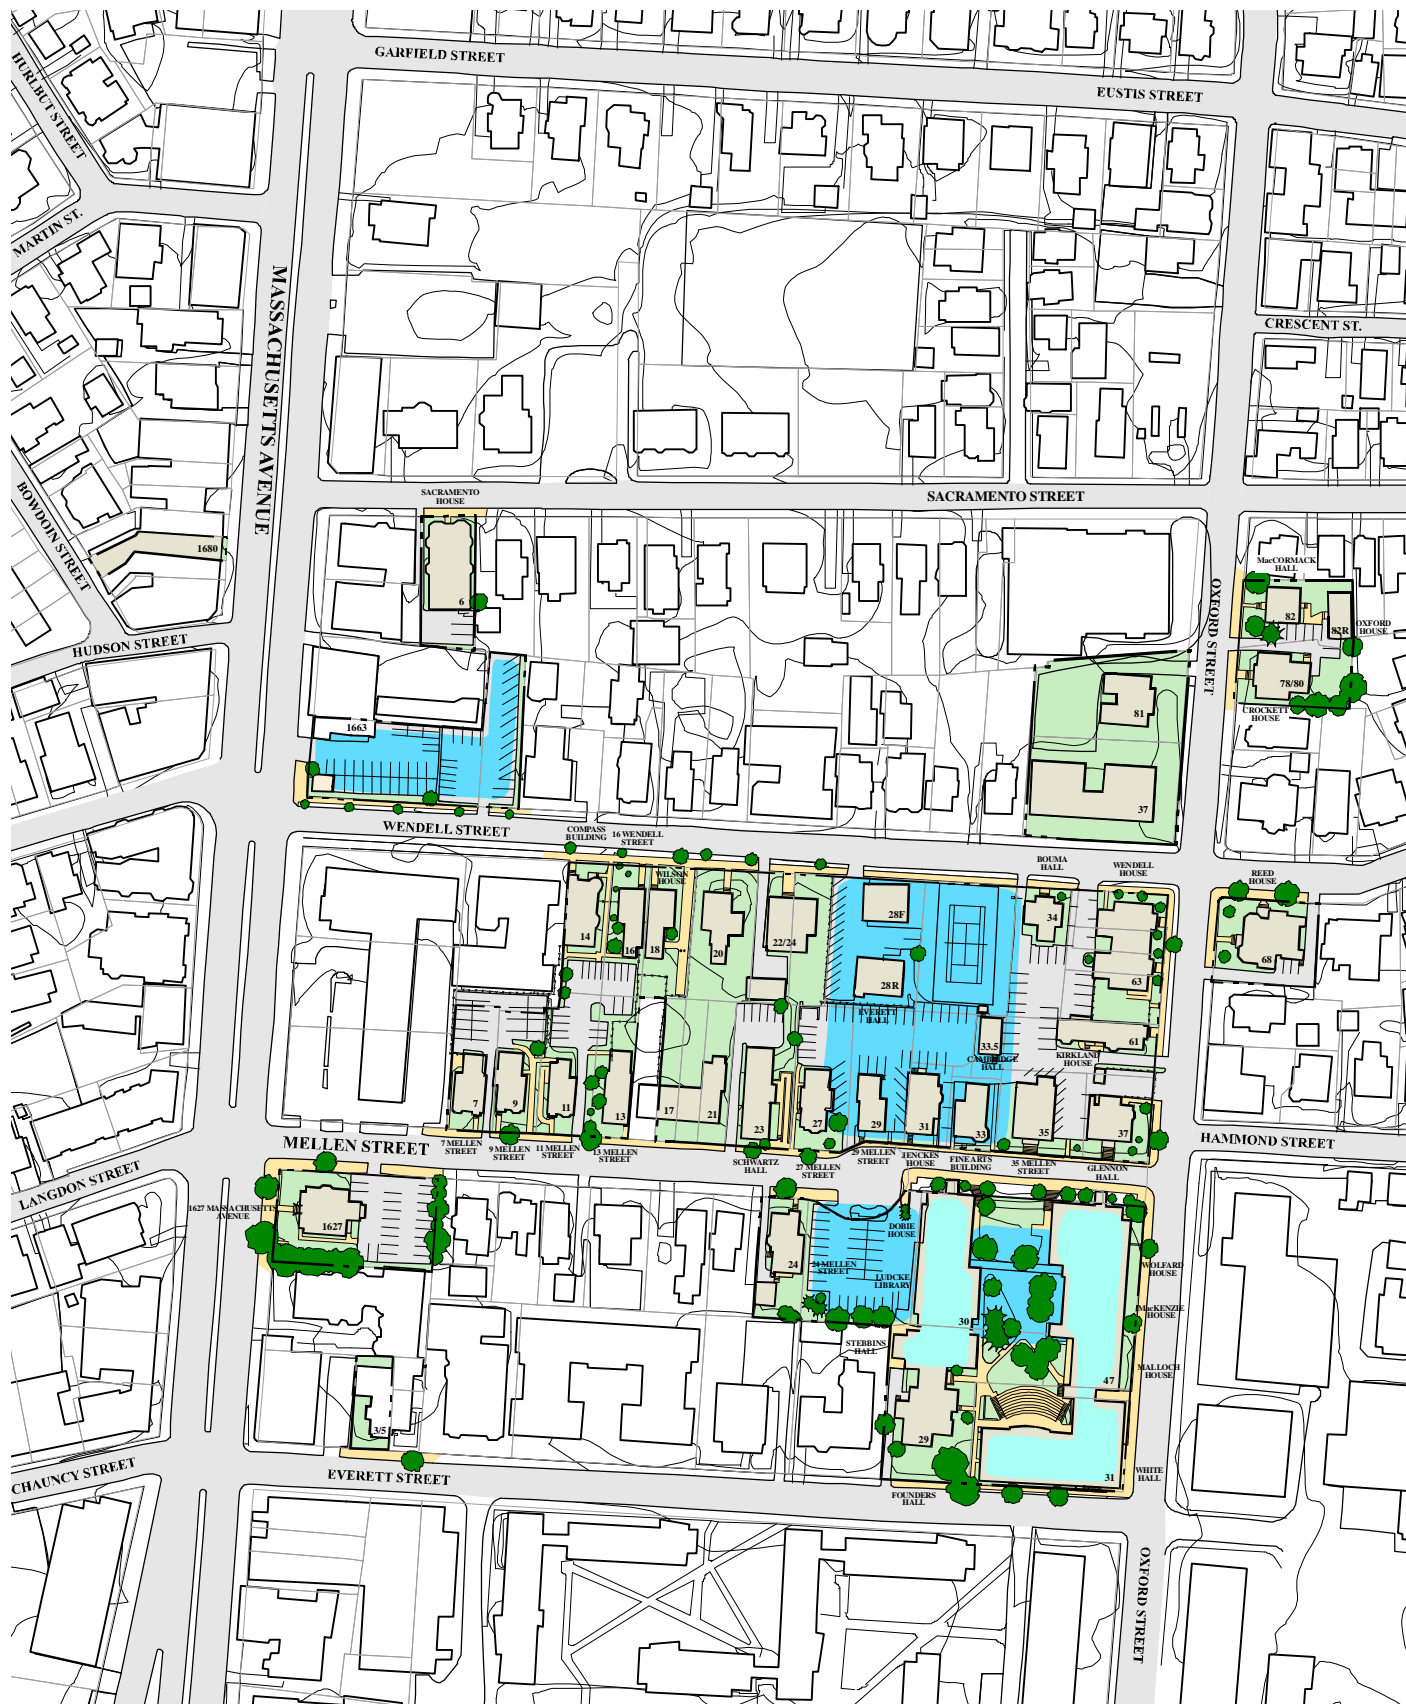 GARFIELD STREET
EUSTIS STREET
HURLBUT STREET
MARTIN ST.
MASSACHUSETTS AVENUE
CRESCENT ST.
BOWDOIN STREET
SACRAMENTO
HOUSE
SACRAMENTO STREET
1680
6
MacCORMACK
HALL
OXFORD STREET
82
82R
OXFORD
HOUSE
HUDSON STREET
78/80
81
CROCKETT
HOUSE
1663
37
WENDELL STREET
COMPASS
BUILDING
16 WENDELL
STREET
WILSON
HOUSE
BOUMA
HALL
WENDELL
HOUSE
REED
HOUSE
28F
34
14
16
18
20
22/24
68
28R
63
EVERETT
HALL
33.5
CAMBRIDGE
HALL
61
KIRKLAND
HOUSE
7
9
11
13
17
21
23
27
29
31
33
35
37
MELLEN STREET
7 MELLEN
STREET
9 MELLEN
STREET
11 MELLEN
STREET
13 MELLEN
STREET
SCHWARTZ
HALL
27 MELLEN
STREET
29 MELLEN
STREET
JENCKES
HOUSE
FINE ARTS
BUILDING
35 MELLEN
STREET
GLENNON
HALL
HAMMOND STREET
LANGDON STREET
1627 MASSACHUSETTS
AVENUE
1627
DOBIE
HOUSE
24
24 MELLEN
STREET
LUDCKE
LIBRARY
WOLFARD
HOUSE
MacKENZIE
HOUSE
30
STEBBINS
HALL
MALLOCH
HOUSE
47
3/5
29
CHAUNCY STREET
EVERETT STREET
31
WHITE
HALL
FOUNDERS
HALL
OXFORD STREET